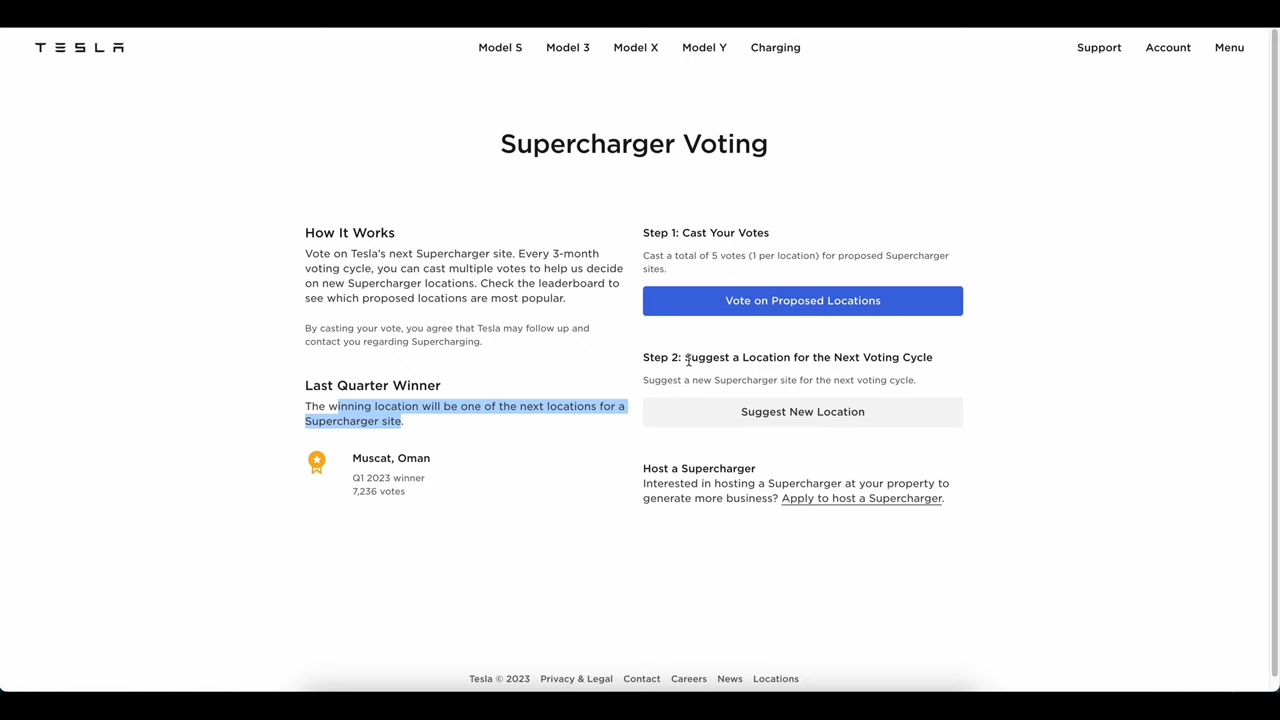 TESLA
Model S
Model 3
Model X
Model Y
Charging
Support
Account
Menu
Supercharger Voting
How It Works
Vote on Tesla's next Supercharger site. Every 3-month
voting cycle, you can cast multiple votes to help us decide
on new Supercharger locations. Check the leaderboard to
see which proposed locations are most popular.
By casting your vote, you agree that Tesla may follow up and
contact you regarding Supercharging.
Last Quarter Winner
The winning location will be one of the next locations for a
Supercharger site.
Muscat, Oman
Q1 2023 winner
7,236 votes
Step 1: Cast Your Votes
Cast a total of 5 votes (1 per location) for proposed Supercharger
sites.
Vote on Proposed Locations
Step 2: Suggest a Location for the Next Voting Cycle
Suggest a new Supercharger site for the next voting cycle.
Suggest New Location
Host a Supercharger
Interested in hosting a Supercharger at your property to
generate more business? Apply to host a Supercharger.
Tesla © 2023
Privacy & Legal
Contact
Careers
News
Locations